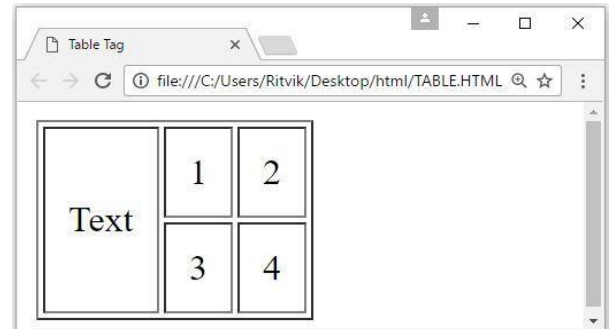 Table Tag
file:///C:/Users/Ritvik/Desktop/html/TABLE.HTML
Text 1 2
3 4